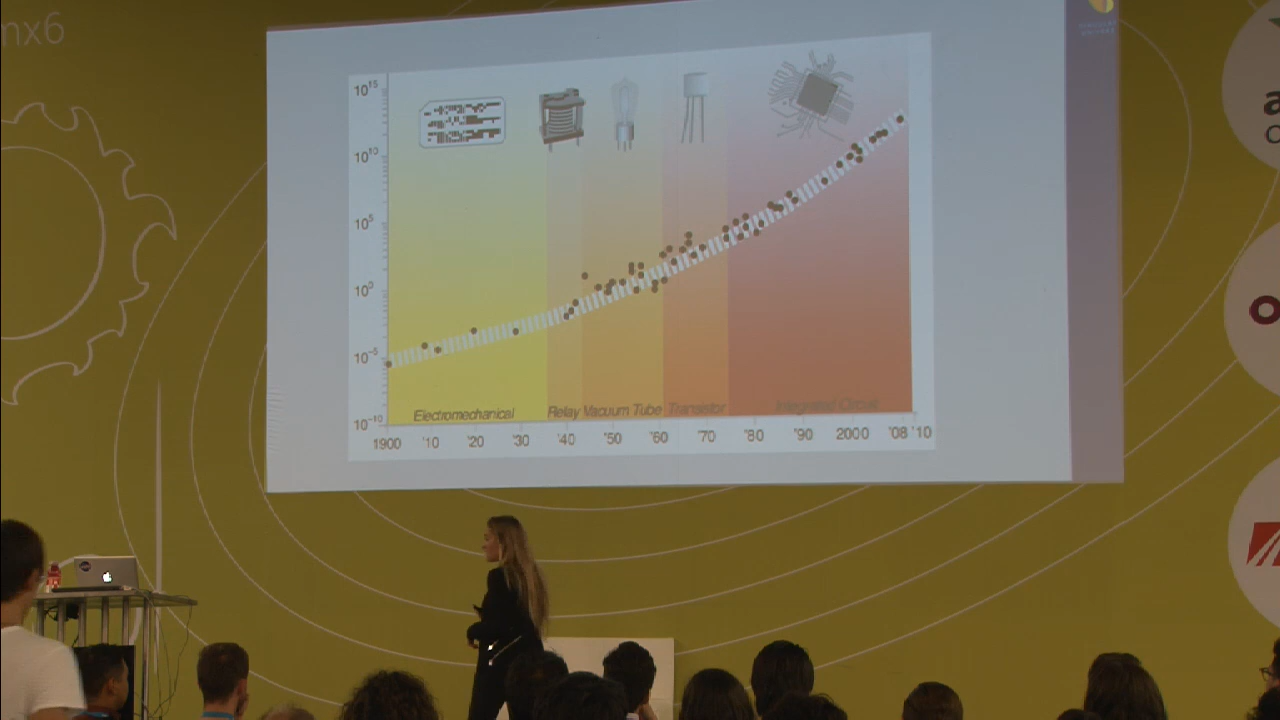 mx6
10¹⁵
10¹⁰
10⁵
10⁰
10⁻⁵
10⁻¹⁰
Electromechanical Relay Vacuum Tube Transistor Integrated Circuit
1900 '10 '20 '30 '40 '50 '60 '70 '80 '90 2000 '08 '10